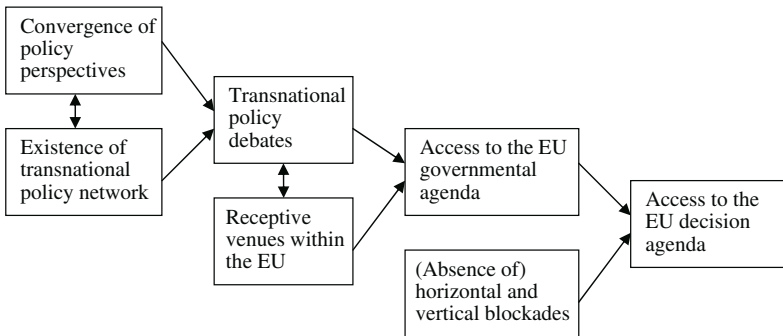 Convergence of
policy
perspectives
Existence of
transnational
policy network
Transnational
policy
debates
Receptive
venues within
the EU
Access to the EU
governmental
agenda
(Absence of)
horizontal and
vertical blockades
Access to the
EU decision
agenda